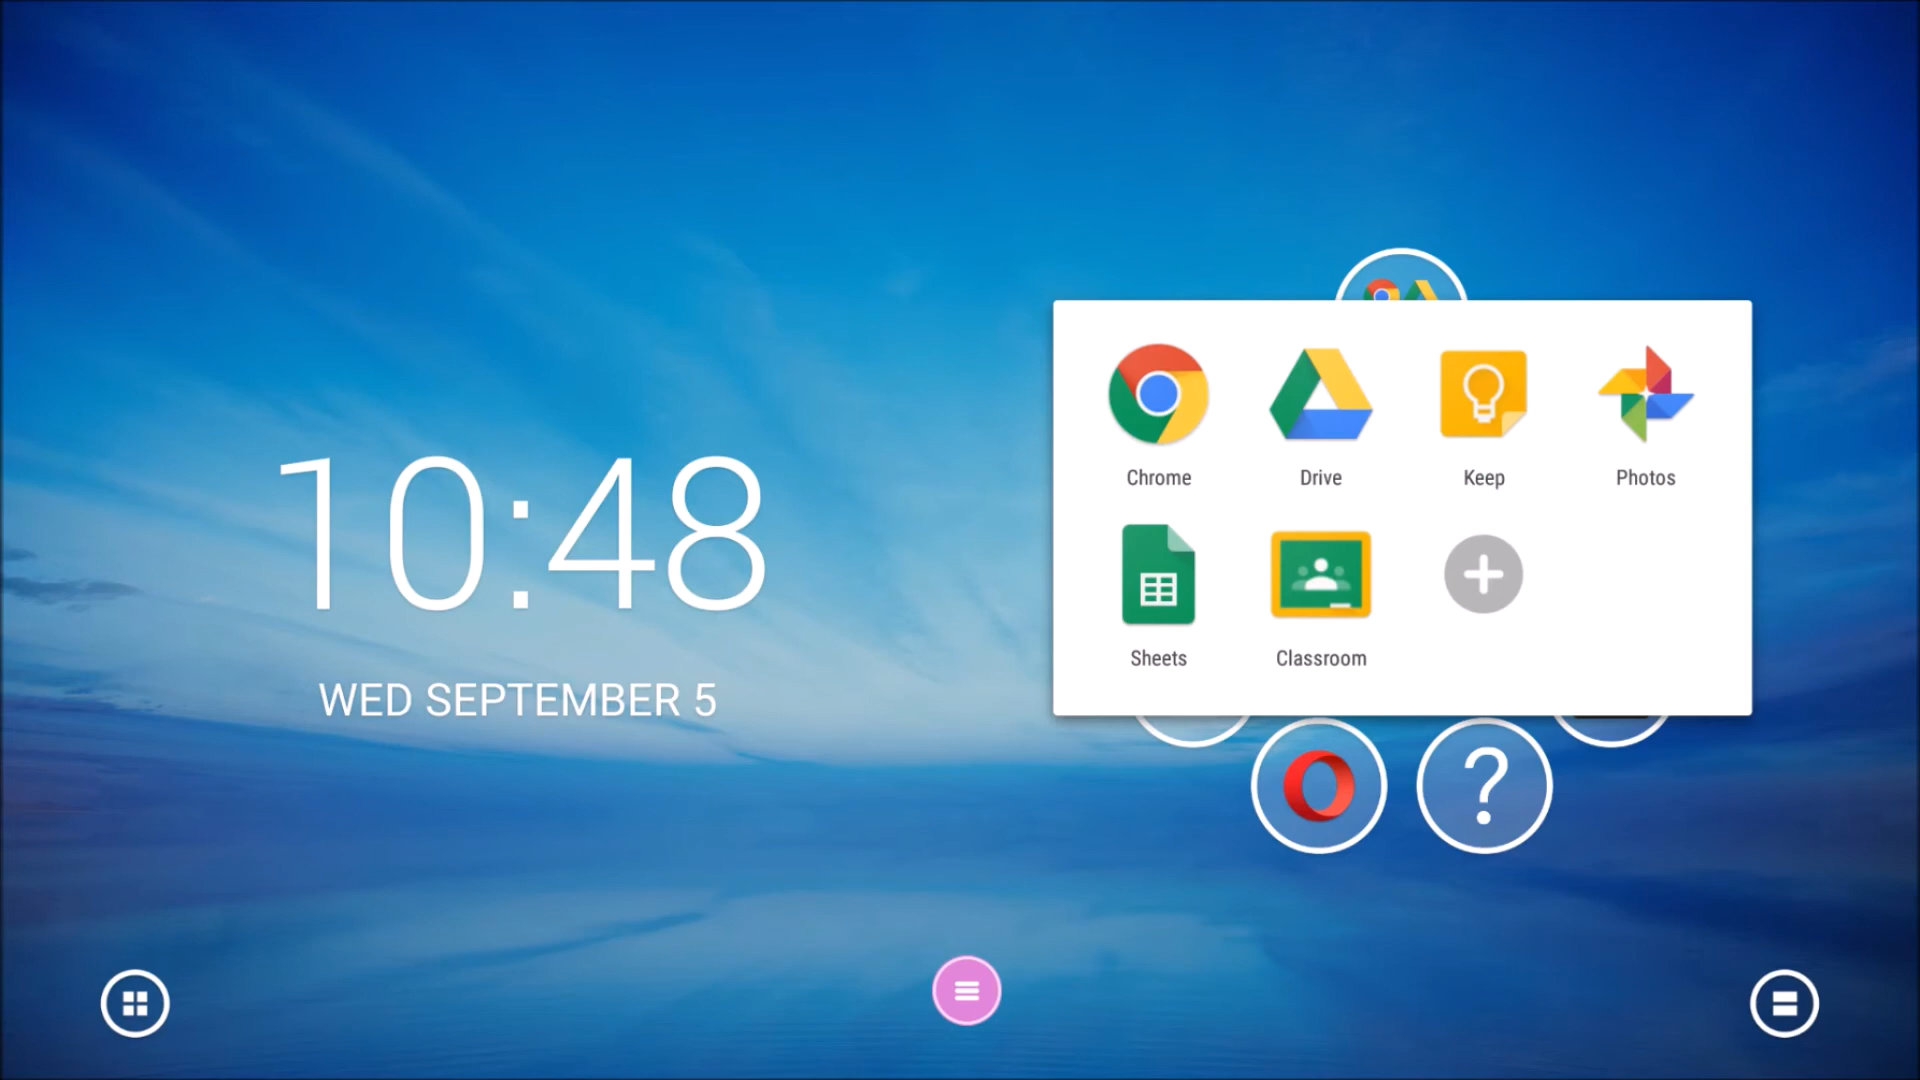 10:48
WED SEPTEMBER 5
Chrome
Drive
Keep
Photos
Sheets
Classroom
?